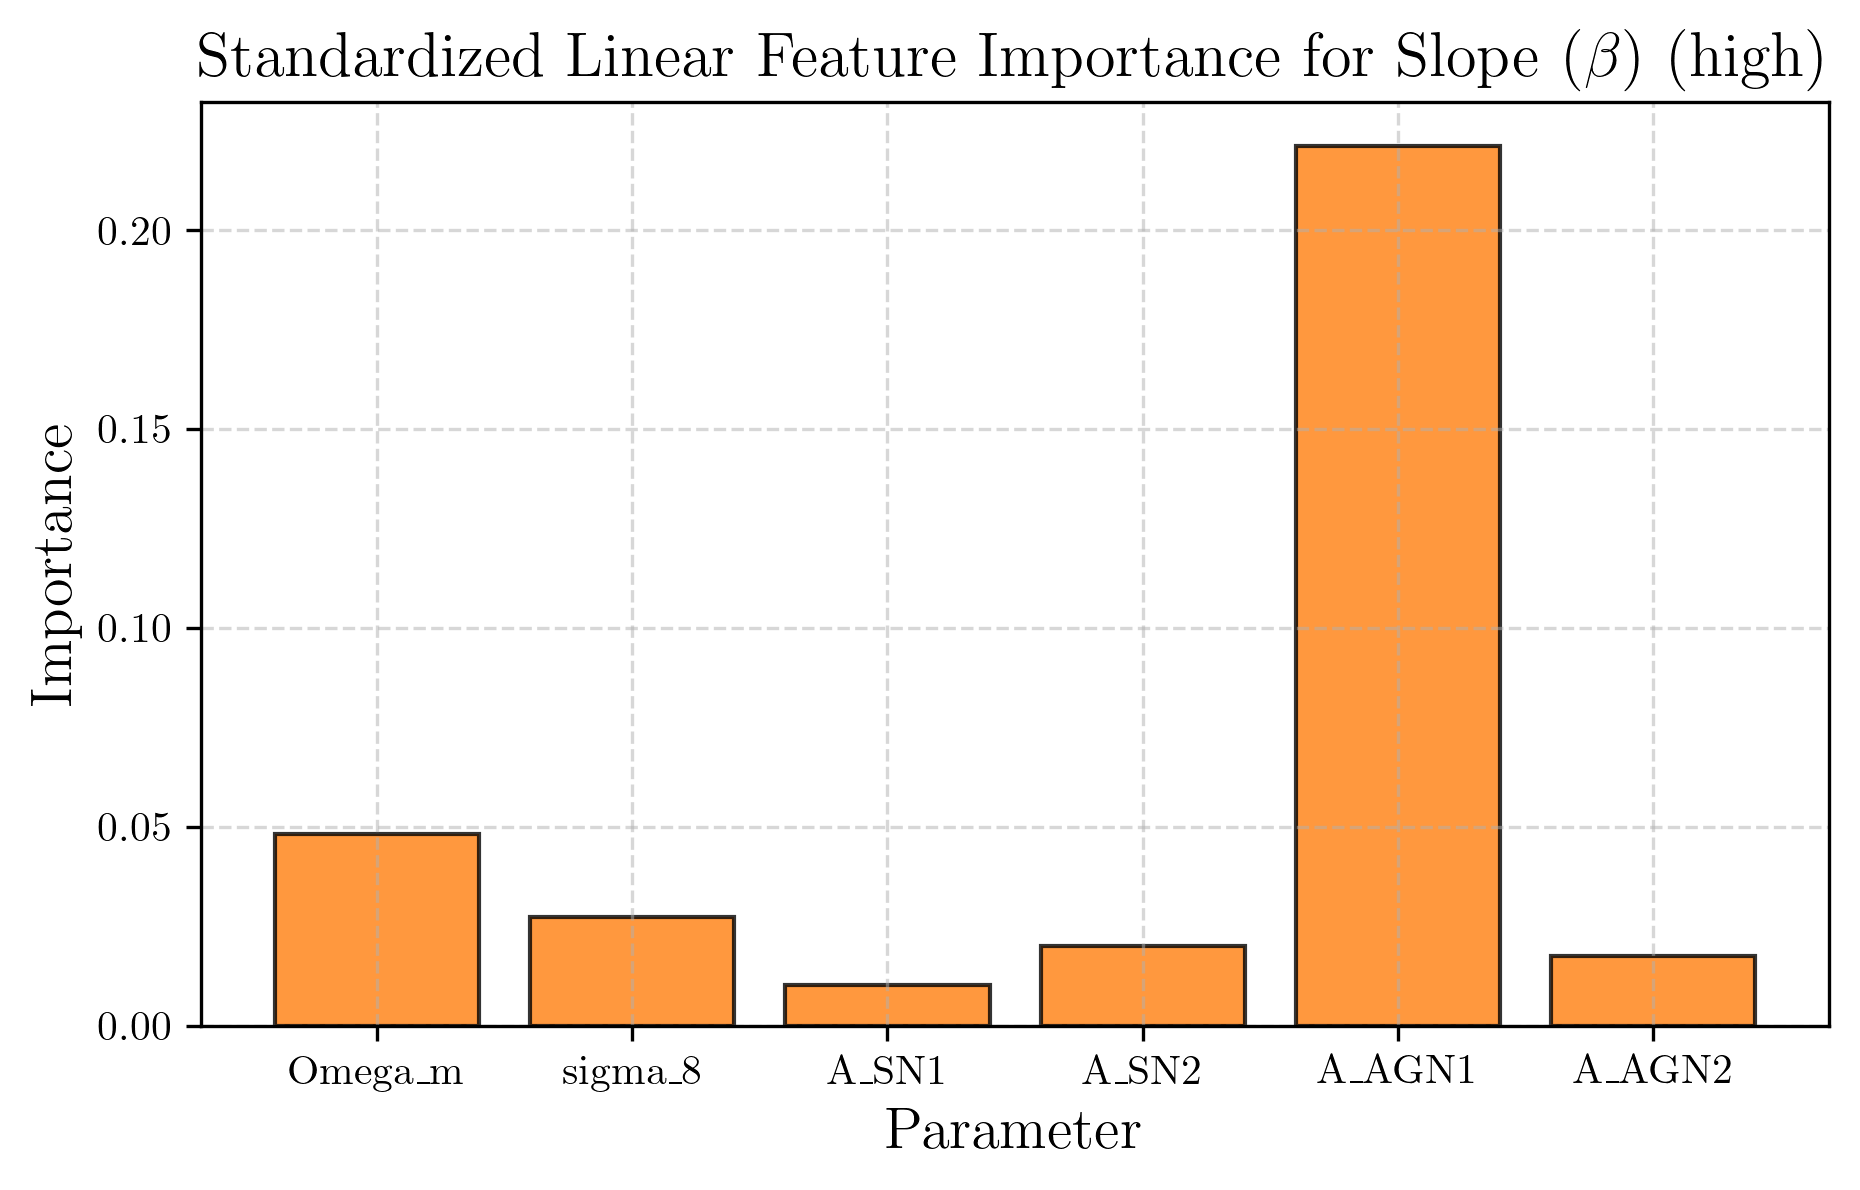 Standardized Linear Feature Importance for Slope (β) (high)
Importance
0.20
0.15
0.10
0.05
0.00
Omega_m sigma_8 A_SN1 A_SN2 A_AGN1 A_AGN2
Parameter